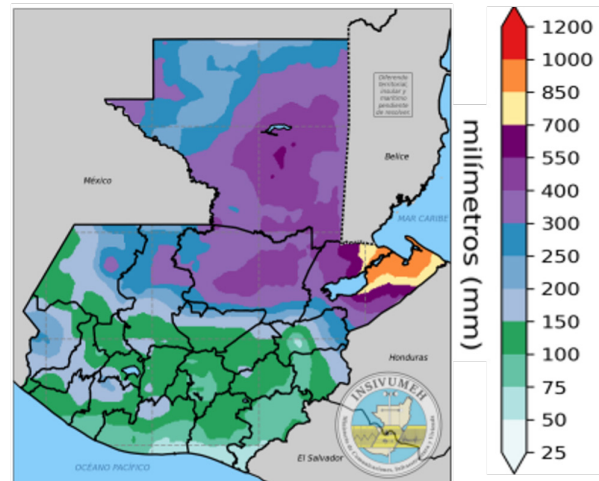 Diferendo
territorial,
insular y
marítimo
pendiente
de resolver.
México
Belice
MAR CARIBE
Honduras
INSIVUMEH
El Salvador
OCÉANO PACÍFICO
milímetros (mm)
1200
1000
850
700
550
400
300
250
200
150
100
75
50
25